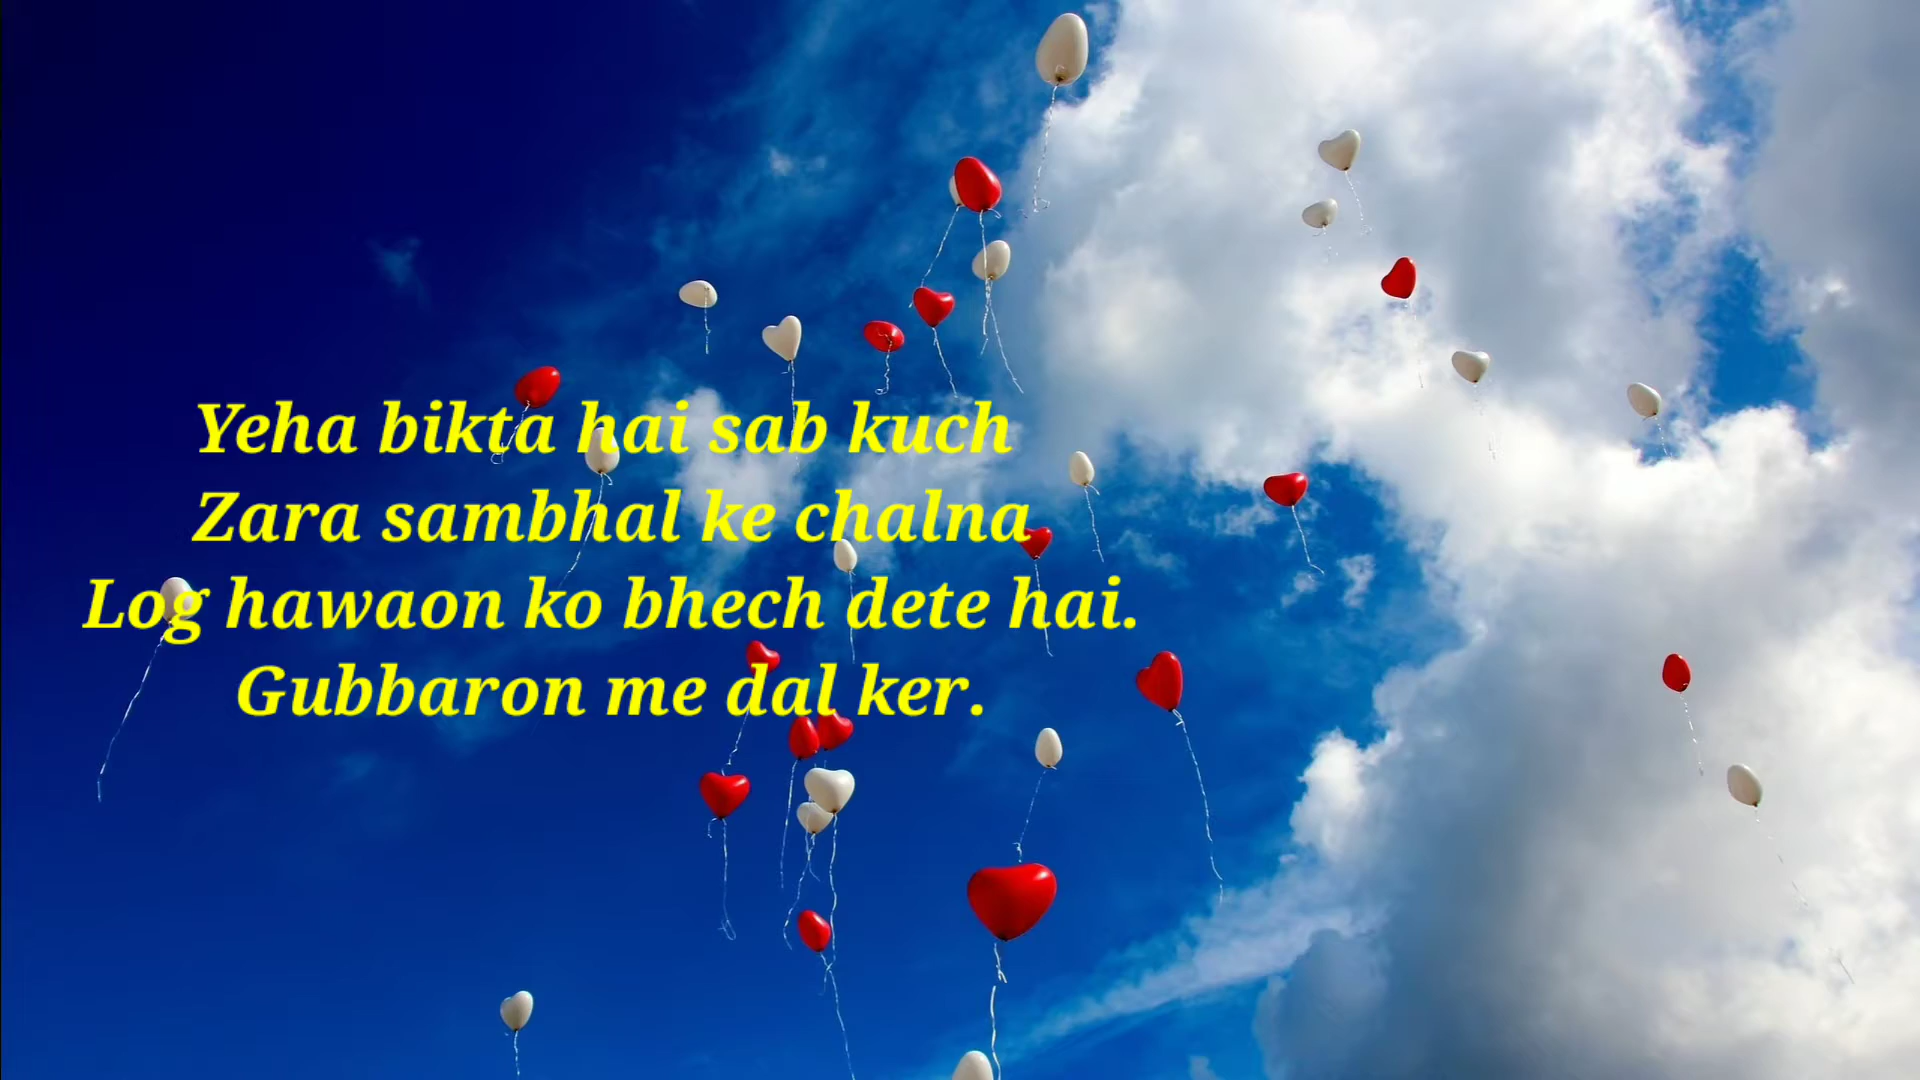 Yeha bikta hai sab kuch
Zara sambhal ke chalna
Log hawaon ko bhech dete hai.
Gubbaron me dal ker.